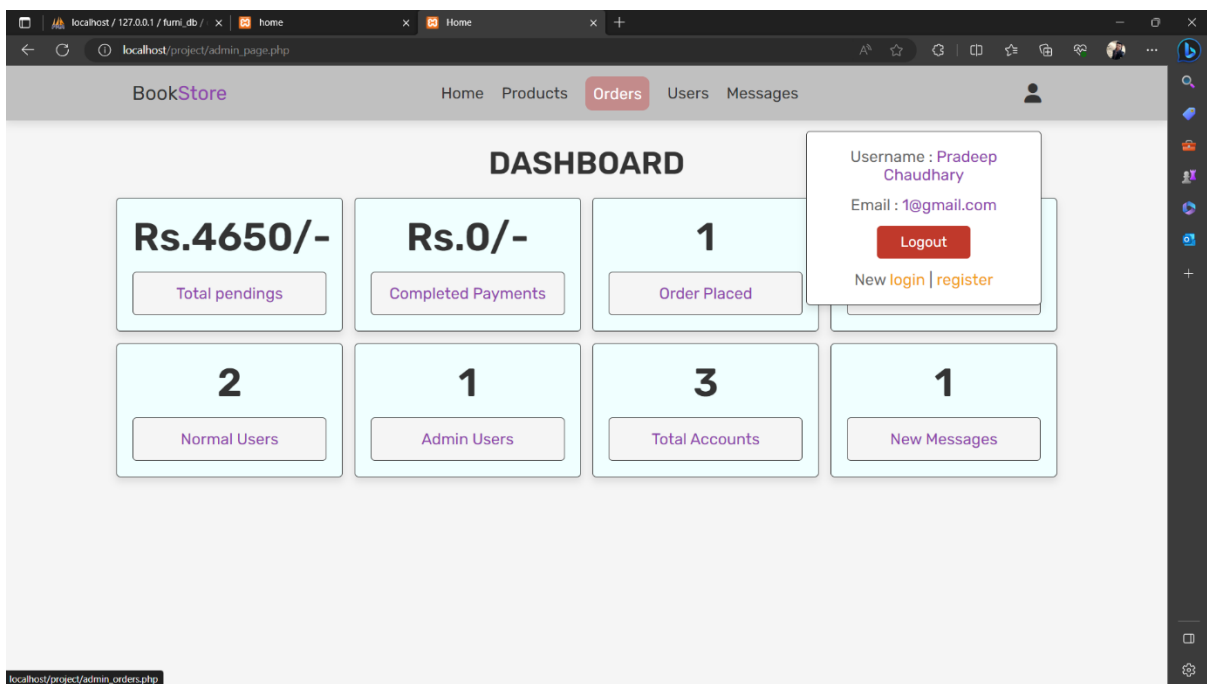 localhost / 127.0.0.1 / furni_db /
home
Home
localhost/project/admin_page.php
BookStore
Home Products Orders Users Messages
DASHBOARD
Username : Pradeep
Chaudhary
Email : 1@gmail.com
Logout
New login | register
Rs.4650/-
Total pendings
Rs.0/-
Completed Payments
1
Order Placed
2
Normal Users
1
Admin Users
3
Total Accounts
1
New Messages
localhost/project/admin_orders.php